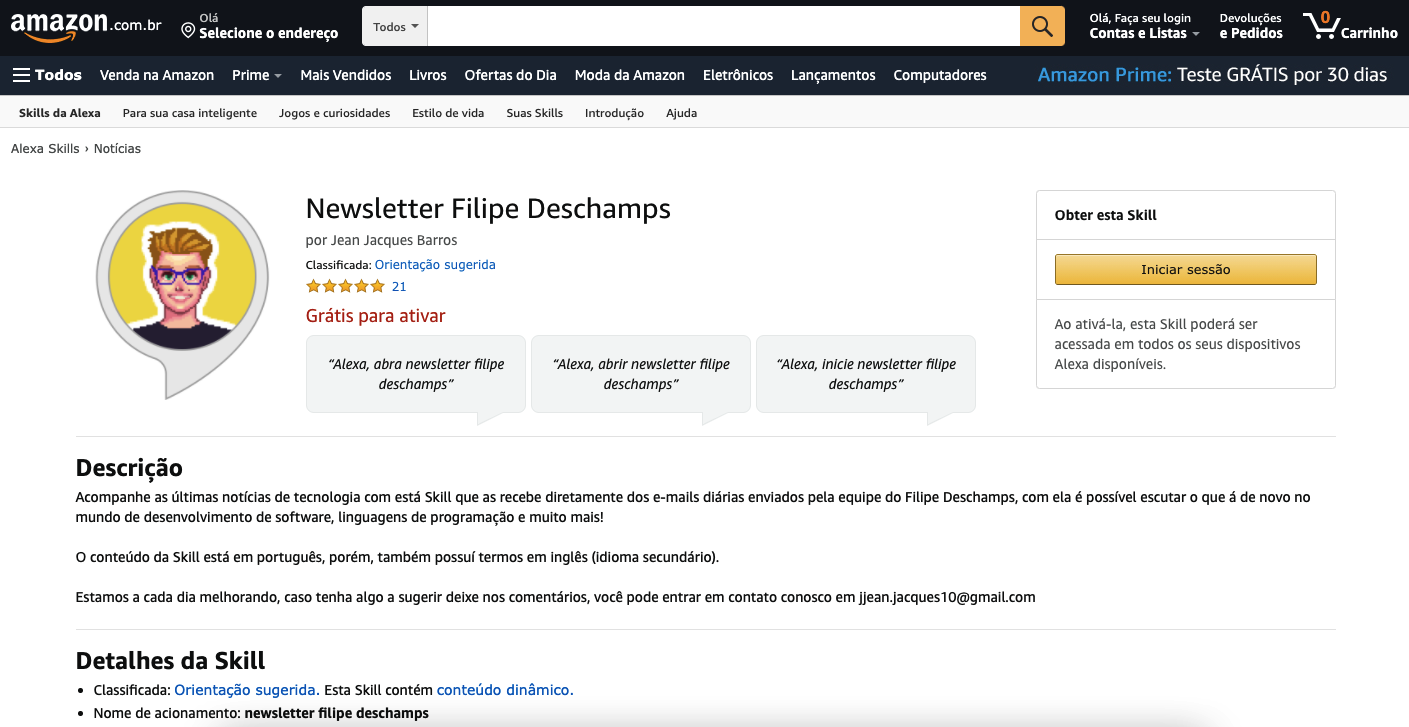 amazon.com.br
Olá
Selecione o endereço
Todos
Olá, Faça seu login
Contas e Listas
Devoluções
e Pedidos
0
Carrinho
Todos
Venda na Amazon
Prime
Mais Vendidos
Livros
Ofertas do Dia
Moda da Amazon
Eletrônicos
Lançamentos
Computadores
Amazon Prime: Teste GRÁTIS por 30 dias
Skills da Alexa
Para sua casa inteligente
Jogos e curiosidades
Estilo de vida
Suas Skills
Introdução
Ajuda
Alexa Skills › Notícias
Newsletter Filipe Deschamps
por Jean Jacques Barros
Classificada: Orientação sugerida
21
Grátis para ativar
“Alexa, abra newsletter filipe
deschamps”
“Alexa, abrir newsletter filipe
deschamps”
“Alexa, inicie newsletter filipe
deschamps”
Obter esta Skill
Iniciar sessão
Ao ativá-la, esta Skill poderá ser
acessada em todos os seus dispositivos
Alexa disponíveis.
Descrição
Acompanhe as últimas notícias de tecnologia com está Skill que as recebe diretamente dos e-mails diárias enviados pela equipe do Filipe Deschamps, com ela é possível escutar o que á de novo no
mundo de desenvolvimento de software, linguagens de programação e muito mais!
O conteúdo da Skill está em português, porém, também possuí termos em inglês (idioma secundário).
Estamos a cada dia melhorando, caso tenha algo a sugerir deixe nos comentários, você pode entrar em contato conosco em jjean.jacques10@gmail.com
Detalhes da Skill
• Classificada: Orientação sugerida. Esta Skill contém conteúdo dinâmico.
• Nome de acionamento: newsletter filipe deschamps